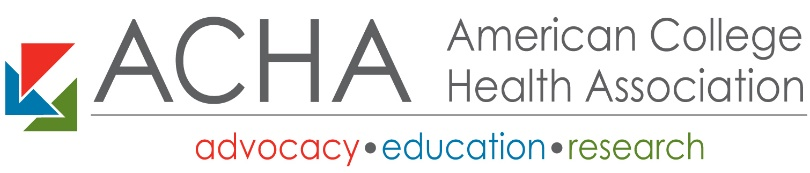 ACHA
American College
Health Association
advocacy•education•research